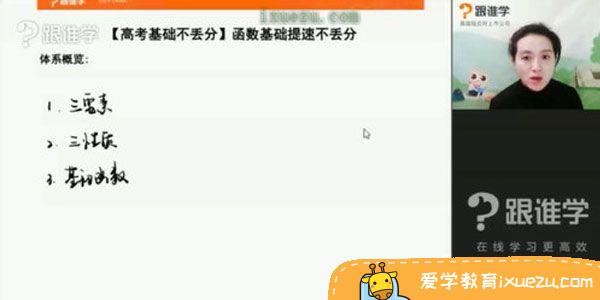 ixuezu.com
跟谁学
【高考基础不丢分】函数基础提速不丢分
体系概览：
1. 三要素
2. 三性质
3. 基初函数
跟谁学
跟谁学
在线学习更高效
爱学教育ixuezu.com